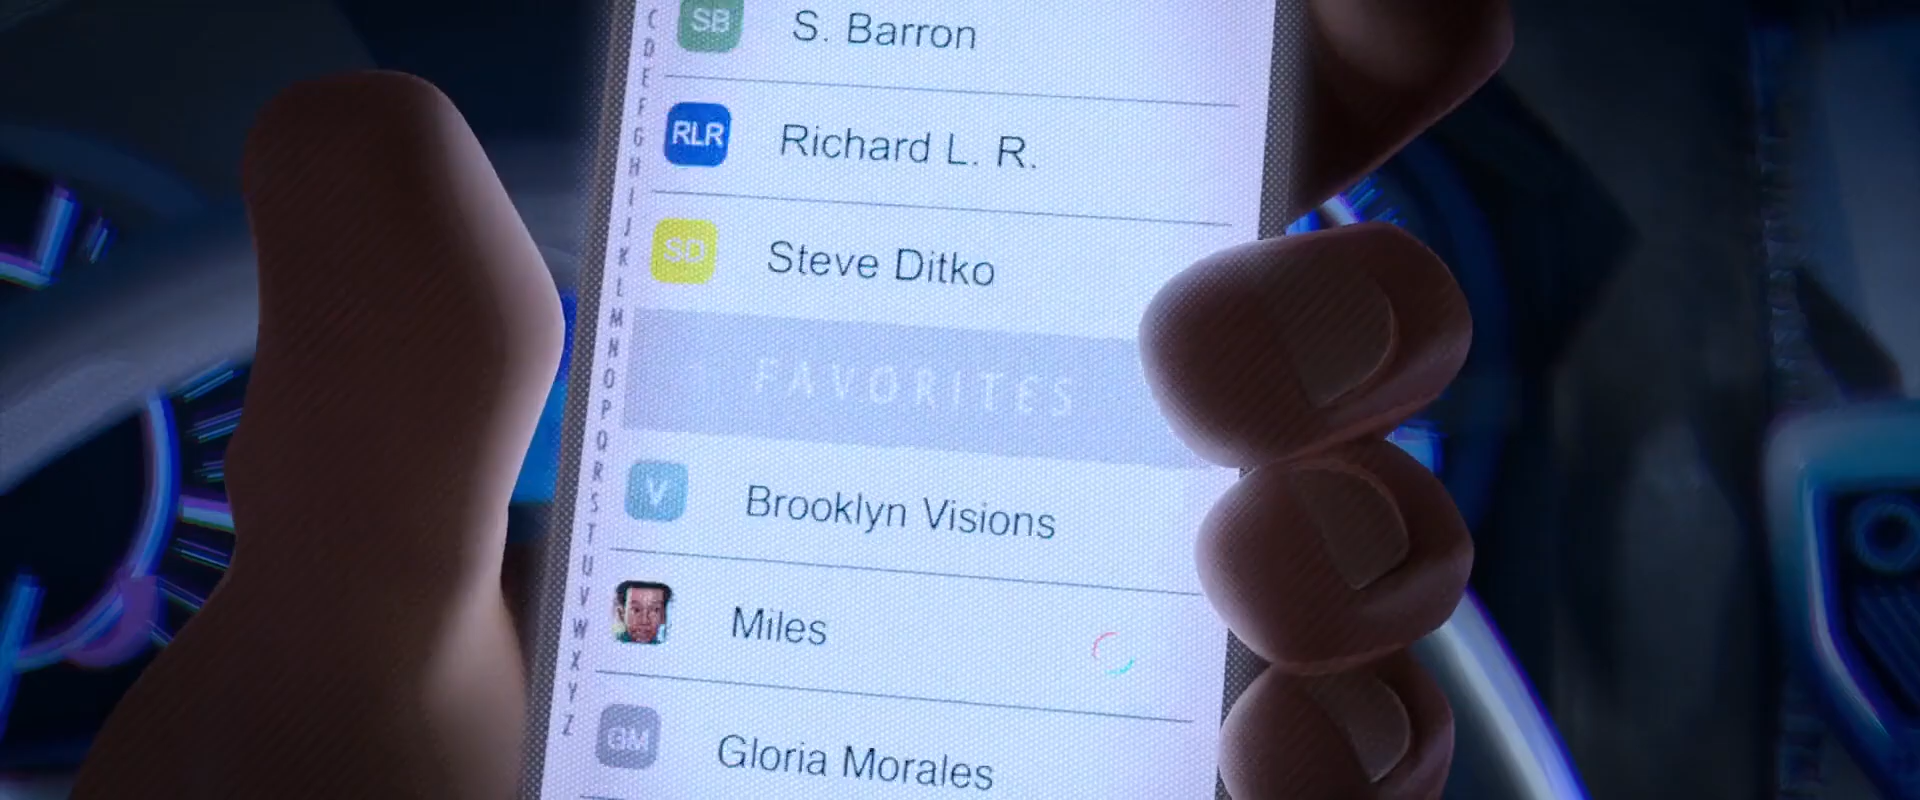 C
D
E
F
G
H
I
J
K
L
M
N
O
P
Q
R
S
T
U
V
W
X
Y
Z
SB S. Barron
RLR Richard L. R.
SD Steve Ditko
FAVORITES
V Brooklyn Visions
Miles
GM Gloria Morales